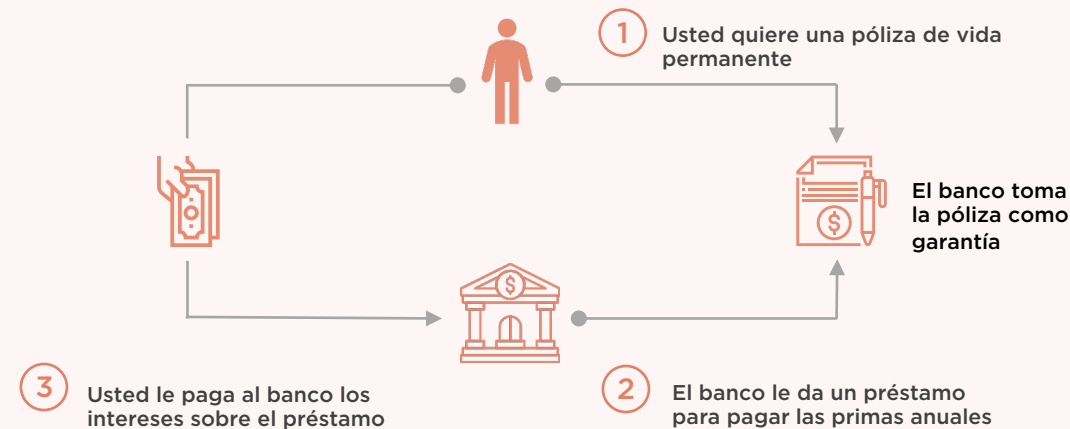 1
Usted quiere una póliza de vida
permanente
El banco toma
la póliza como
garantía
$
$
3
Usted le paga al banco los
intereses sobre el préstamo
2
El banco le da un préstamo
para pagar las primas anuales